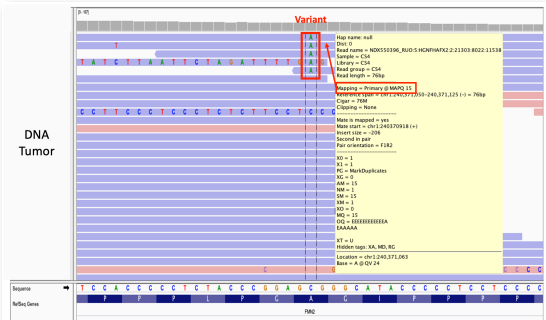 [0 - 107]
Variant
T
A
A
T A T C T T A A T T C T A G A T T T T G A
A
C C T T C C C T C C C T C T C T T C C T C C C
DNA
Tumor
Hap name: null
Dist: 0
Read name = NDX550396_RUO:5:HGNFHAFX2:2:21303:8022:11538
Sample = CS4
Library = CS4
Read group = CS4
Read length = 76bp
----------------------
Mapping = Primary @ MAPQ 15
Reference span = chr1:240,371,050-240,371,125 (-) = 76bp
Cigar = 76M
Clipping = None
----------------------
Mate is mapped = yes
Mate start = chr1:240370918 (+)
Insert size = -206
Second in pair
Pair orientation = F1R2
----------------------
X0 = 1
X1 = 1
PG = MarkDuplicates
XG = 0
AM = 15
NM = 1
SM = 15
XM = 1
XO = 0
MQ = 15
OQ = EEEEEEEEEEEA
EAAAAA
XT = U
Hidden tags: XA, MD, RG
Location = chr1:240,371,063
Base = A @ QV 24
C G C C C C
Sequence T C C A C C C C C T C T A C C C G G A G C G G G C A T A C C C C C T C C T C C C C
RefSeq Genes P P P P L P G A G I P P P P P
FMN2